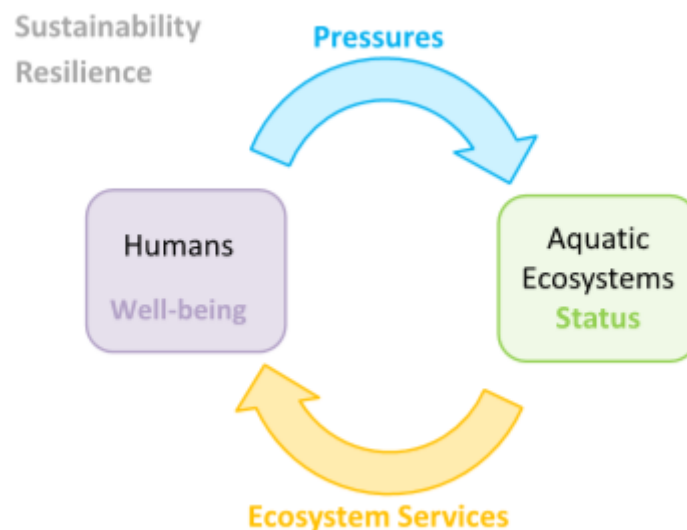 Sustainability
Resilience
Pressures
Humans
Well-being
Aquatic
Ecosystems
Status
Ecosystem Services